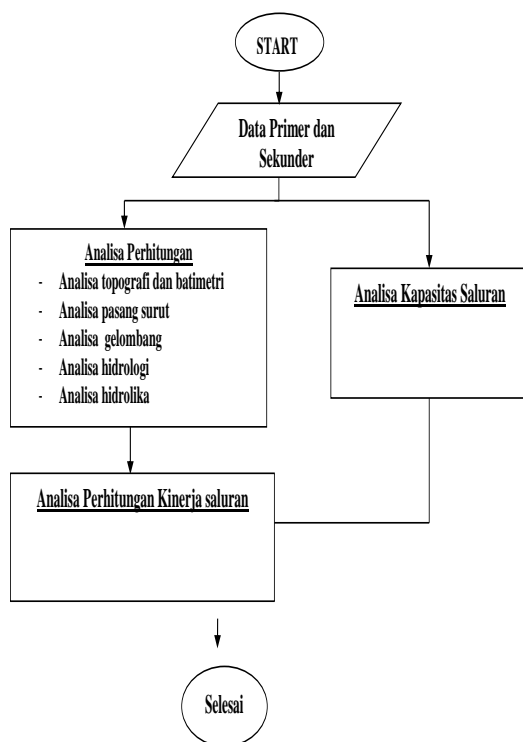 START
Data Primer dan
Sekunder
Analisa Perhitungan
- Analisa topografi dan batimetri
- Analisa pasang surut
- Analisa gelombang
- Analisa hidrologi
- Analisa hidrolika
Analisa Kapasitas Saluran
Analisa Perhitungan Kinerja saluran
Selesai